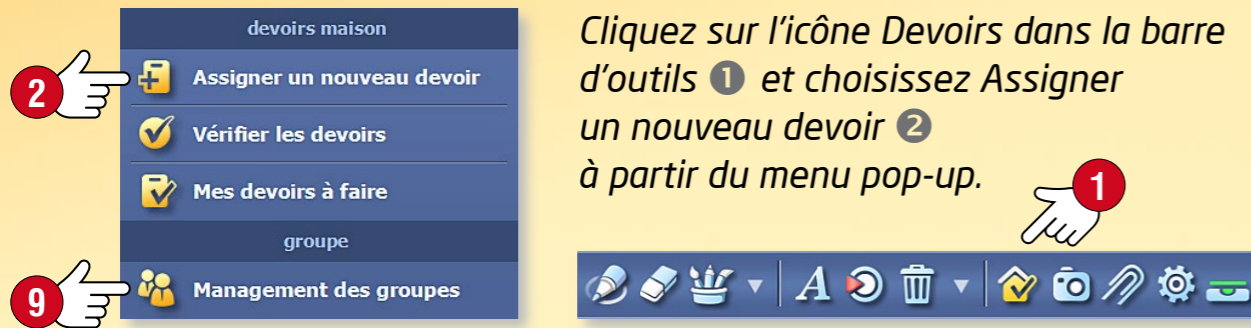 devoirs maison
2
Assigner un nouveau devoir
Vérifier les devoirs
Mes devoirs à faire
groupe
9
Management des groupes
Cliquez sur l'icône Devoirs dans la barre
d'outils ❶ et choisissez Assigner
un nouveau devoir ❷
à partir du menu pop-up.
1
A